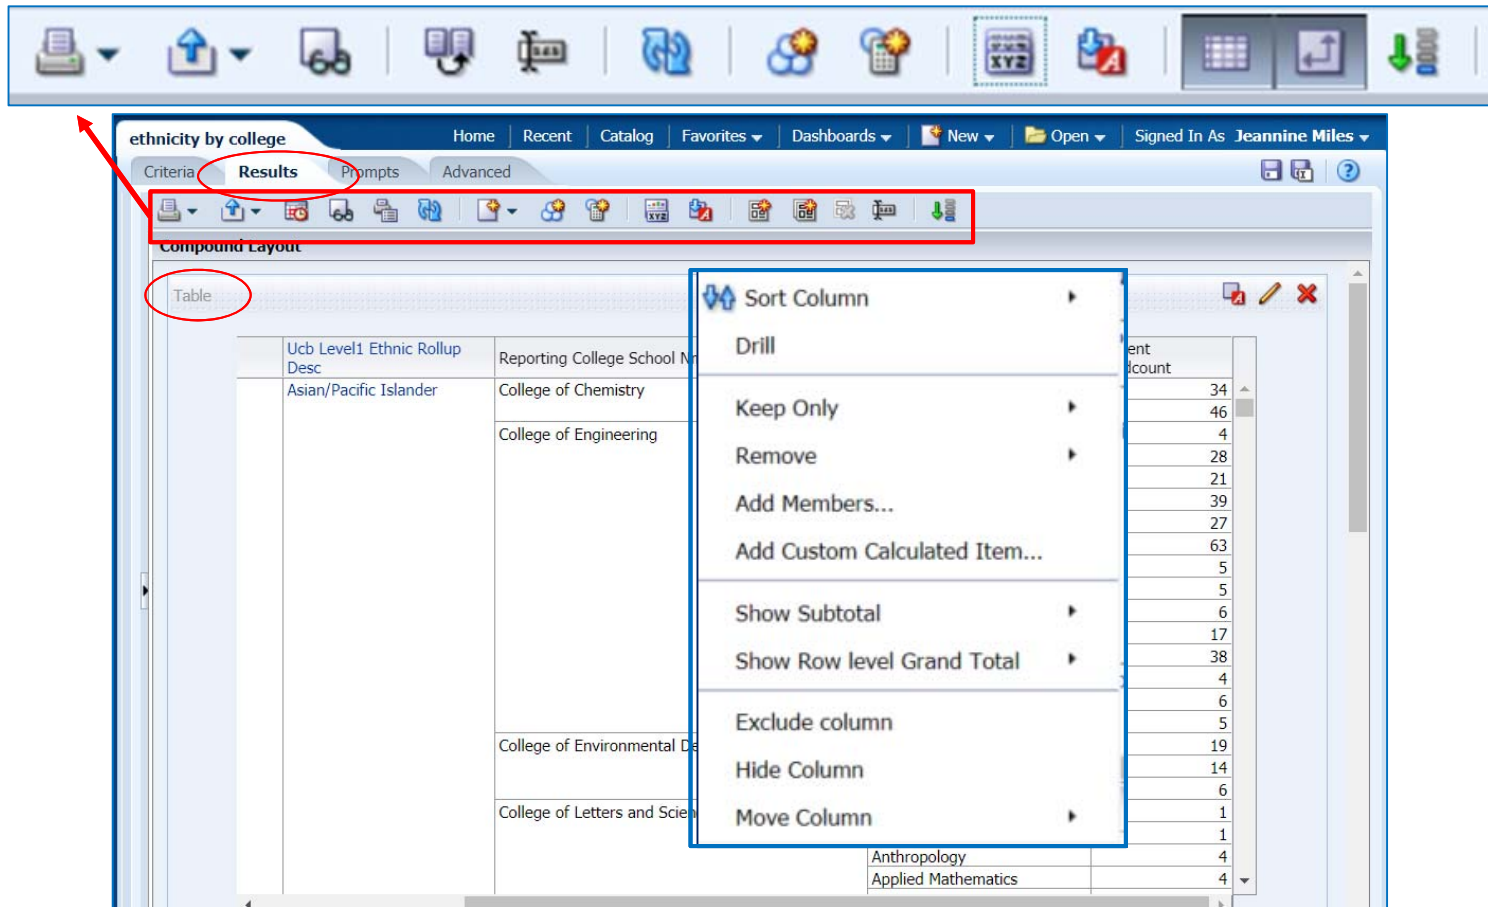 XYZ
A
ethnicity by college
Home Recent Catalog Favorites Dashboards New Open Signed In As Jeannine Miles
Criteria Results Prompts Advanced
XYZ
Compound Layout
Table
Sort Column
Drill
Keep Only
Remove
Add Members...
Add Custom Calculated Item...
Show Subtotal
Show Row level Grand Total
Exclude column
Hide Column
Move Column
Ucb Level1 Ethnic Rollup
Desc
Reporting College School
Asian/Pacific Islander
College of Chemistry
34
46
College of Engineering
4
28
21
39
27
63
5
5
6
17
38
4
6
5
College of Environmental
19
14
6
College of Letters and
1
1
Anthropology 4
Applied Mathematics 4